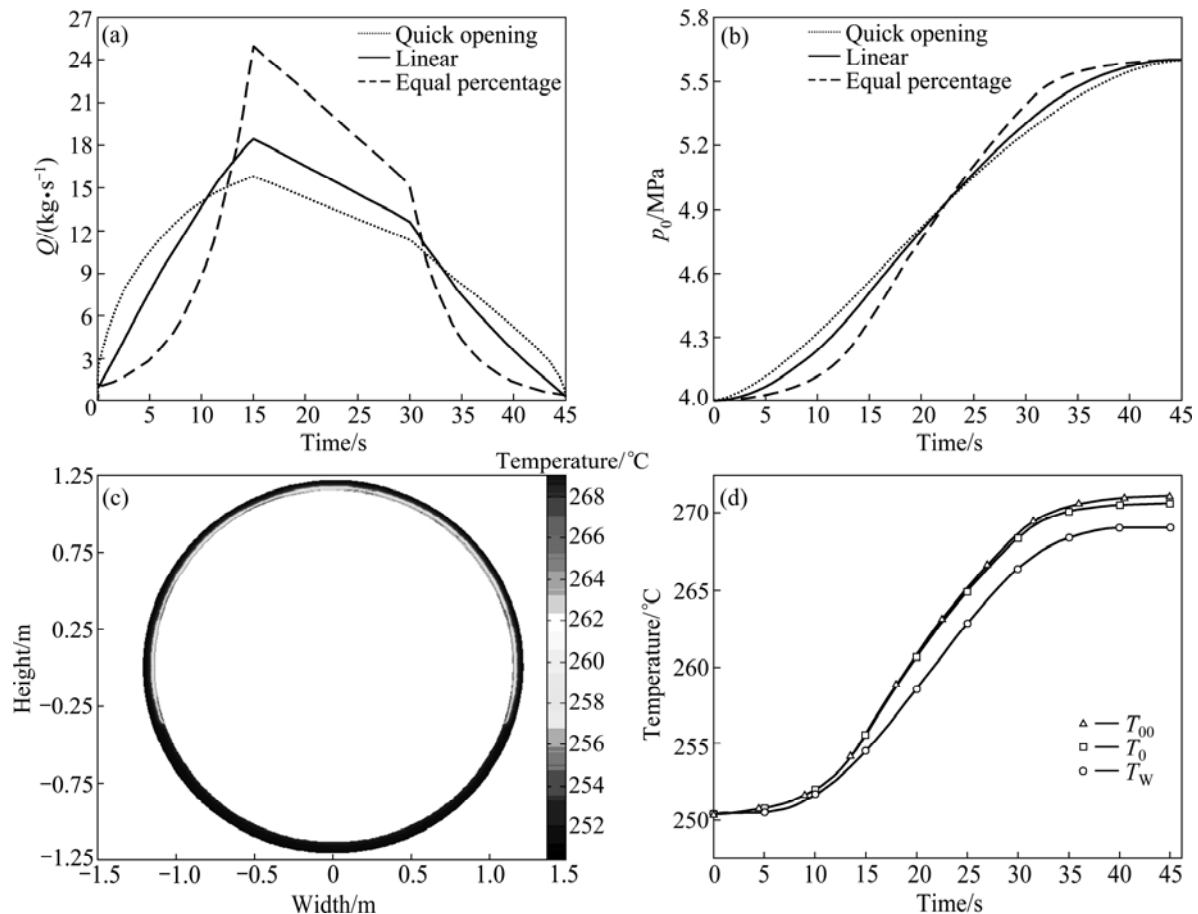 (a)
Quick opening
Linear
Equal percentage
27
24
21
18
15
12
9
6
3
0
Q/(kg•s⁻¹)
0 5 10 15 20 25 30 35 40 45
Time/s
(b)
Quick opening
Linear
Equal percentage
5.8
5.5
5.2
4.9
4.6
4.3
4.0
p₀/MPa
0 5 10 15 20 25 30 35 40 45
Time/s
(c)
Temperature/℃
1.25
0.75
0.25
−0.25
−0.75
−1.25
Height/m
−1.5 −1.0 −0.5 0.0 0.5 1.0 1.5
Width/m
268
266
264
262
260
258
256
254
252
(d)
270
265
260
255
250
Temperature/℃
T₀₀
T₀
T_W
0 5 10 15 20 25 30 35 40 45
Time/s